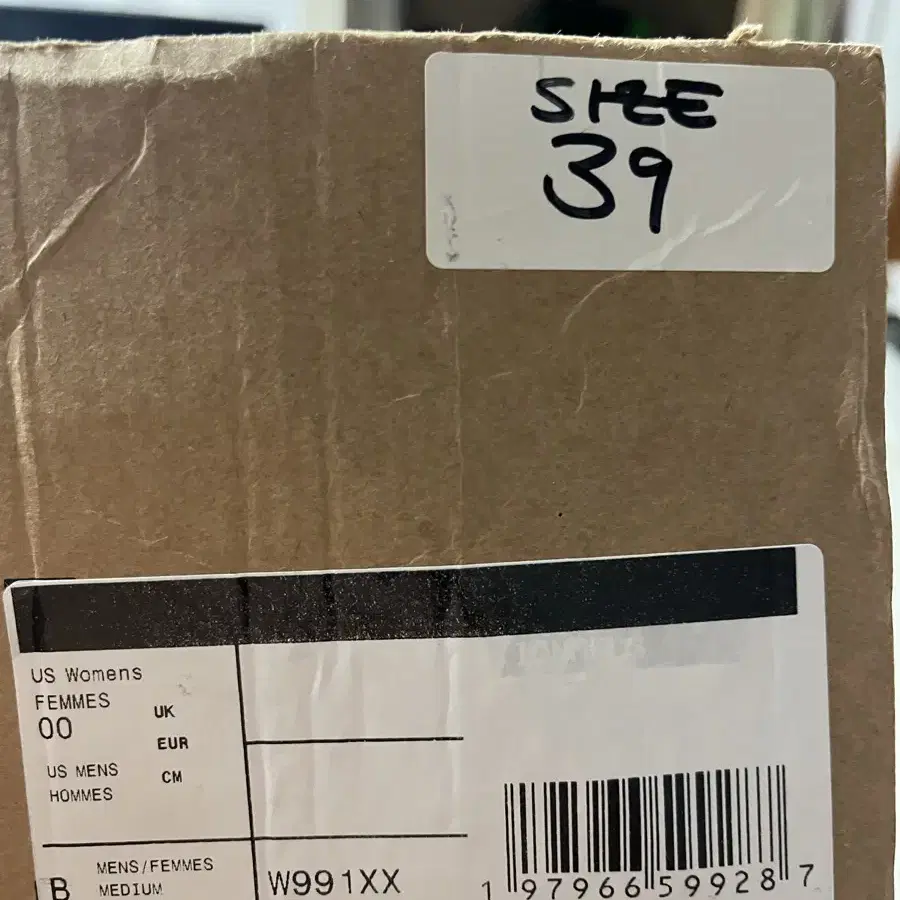 SIZE
39
US Womens
FEMMES
00
UK
EUR
US MENS
HOMMES
CM
MENS/FEMMES
B MEDIUM
W991XX
1 97966 59928 7